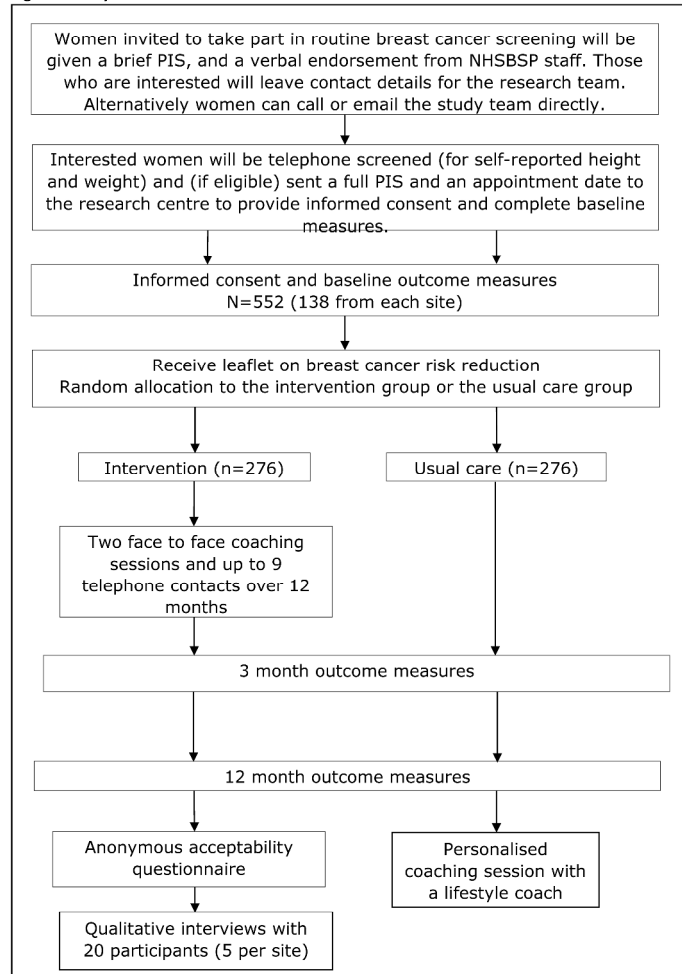 Women invited to take part in routine breast cancer screening will be
given a brief PIS, and a verbal endorsement from NHSBSP staff. Those
who are interested will leave contact details for the research team.
Alternatively women can call or email the study team directly.
Interested women will be telephone screened (for self-reported height
and weight) and (if eligible) sent a full PIS and an appointment date to
the research centre to provide informed consent and complete baseline
measures.
Informed consent and baseline outcome measures
N=552 (138 from each site)
Receive leaflet on breast cancer risk reduction
Random allocation to the intervention group or the usual care group
Intervention (n=276)
Usual care (n=276)
Two face to face coaching
sessions and up to 9
telephone contacts over 12
months
3 month outcome measures
12 month outcome measures
Anonymous acceptability
questionnaire
Personalised
coaching session with
a lifestyle coach
Qualitative interviews with
20 participants (5 per site)